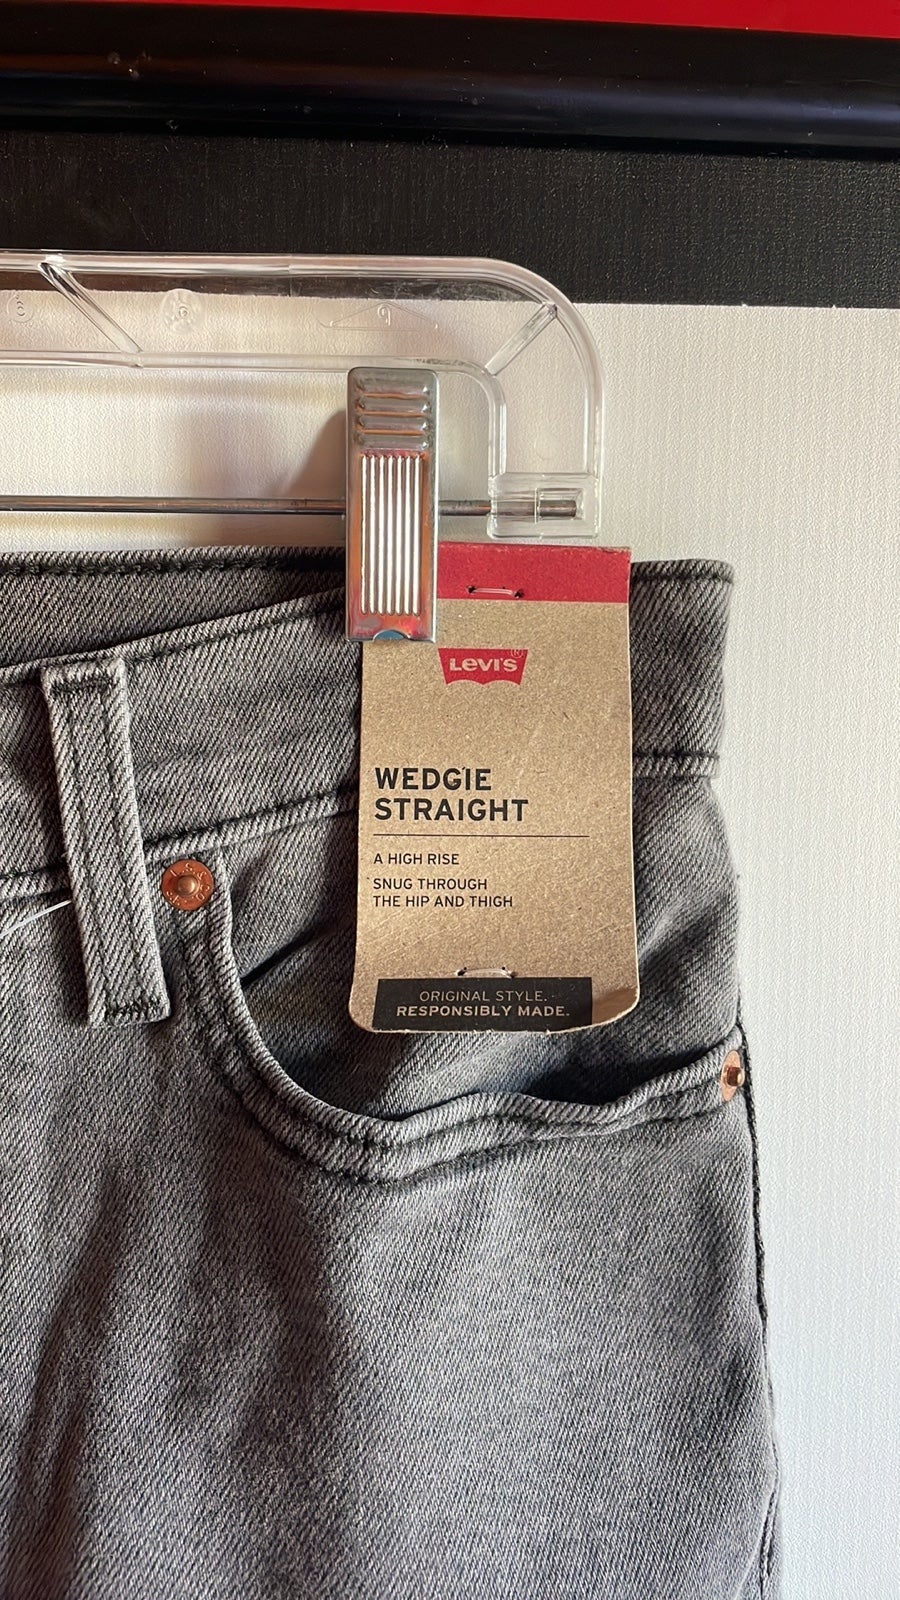 LEVI'S
WEDGIE
STRAIGHT
A HIGH RISE
SNUG THROUGH
THE HIP AND THIGH
ORIGINAL STYLE.
RESPONSIBLY MADE.